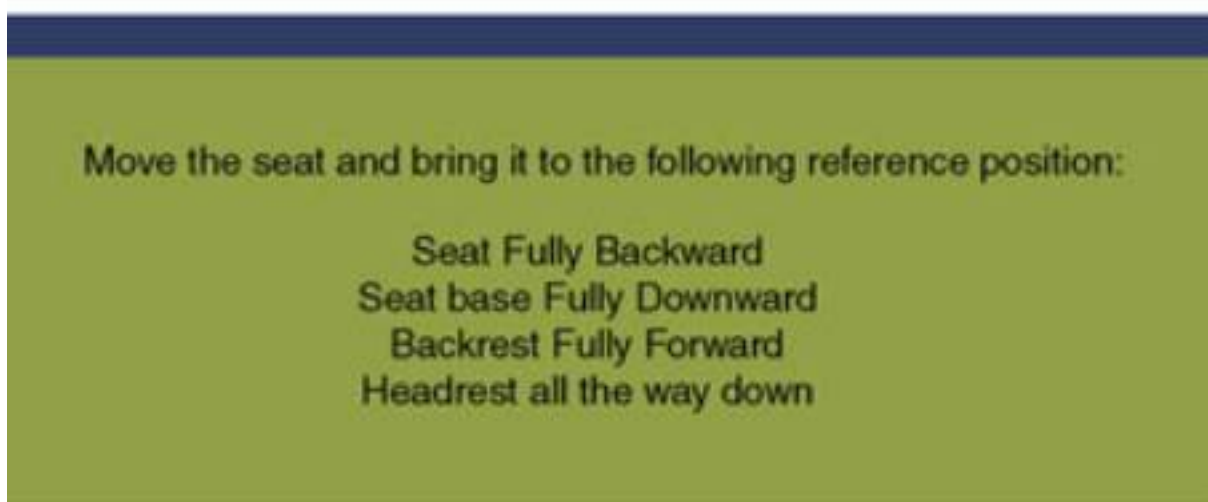 Move the seat and bring it to the following reference position:
Seat Fully Backward
Seat base Fully Downward
Backrest Fully Forward
Headrest all the way down